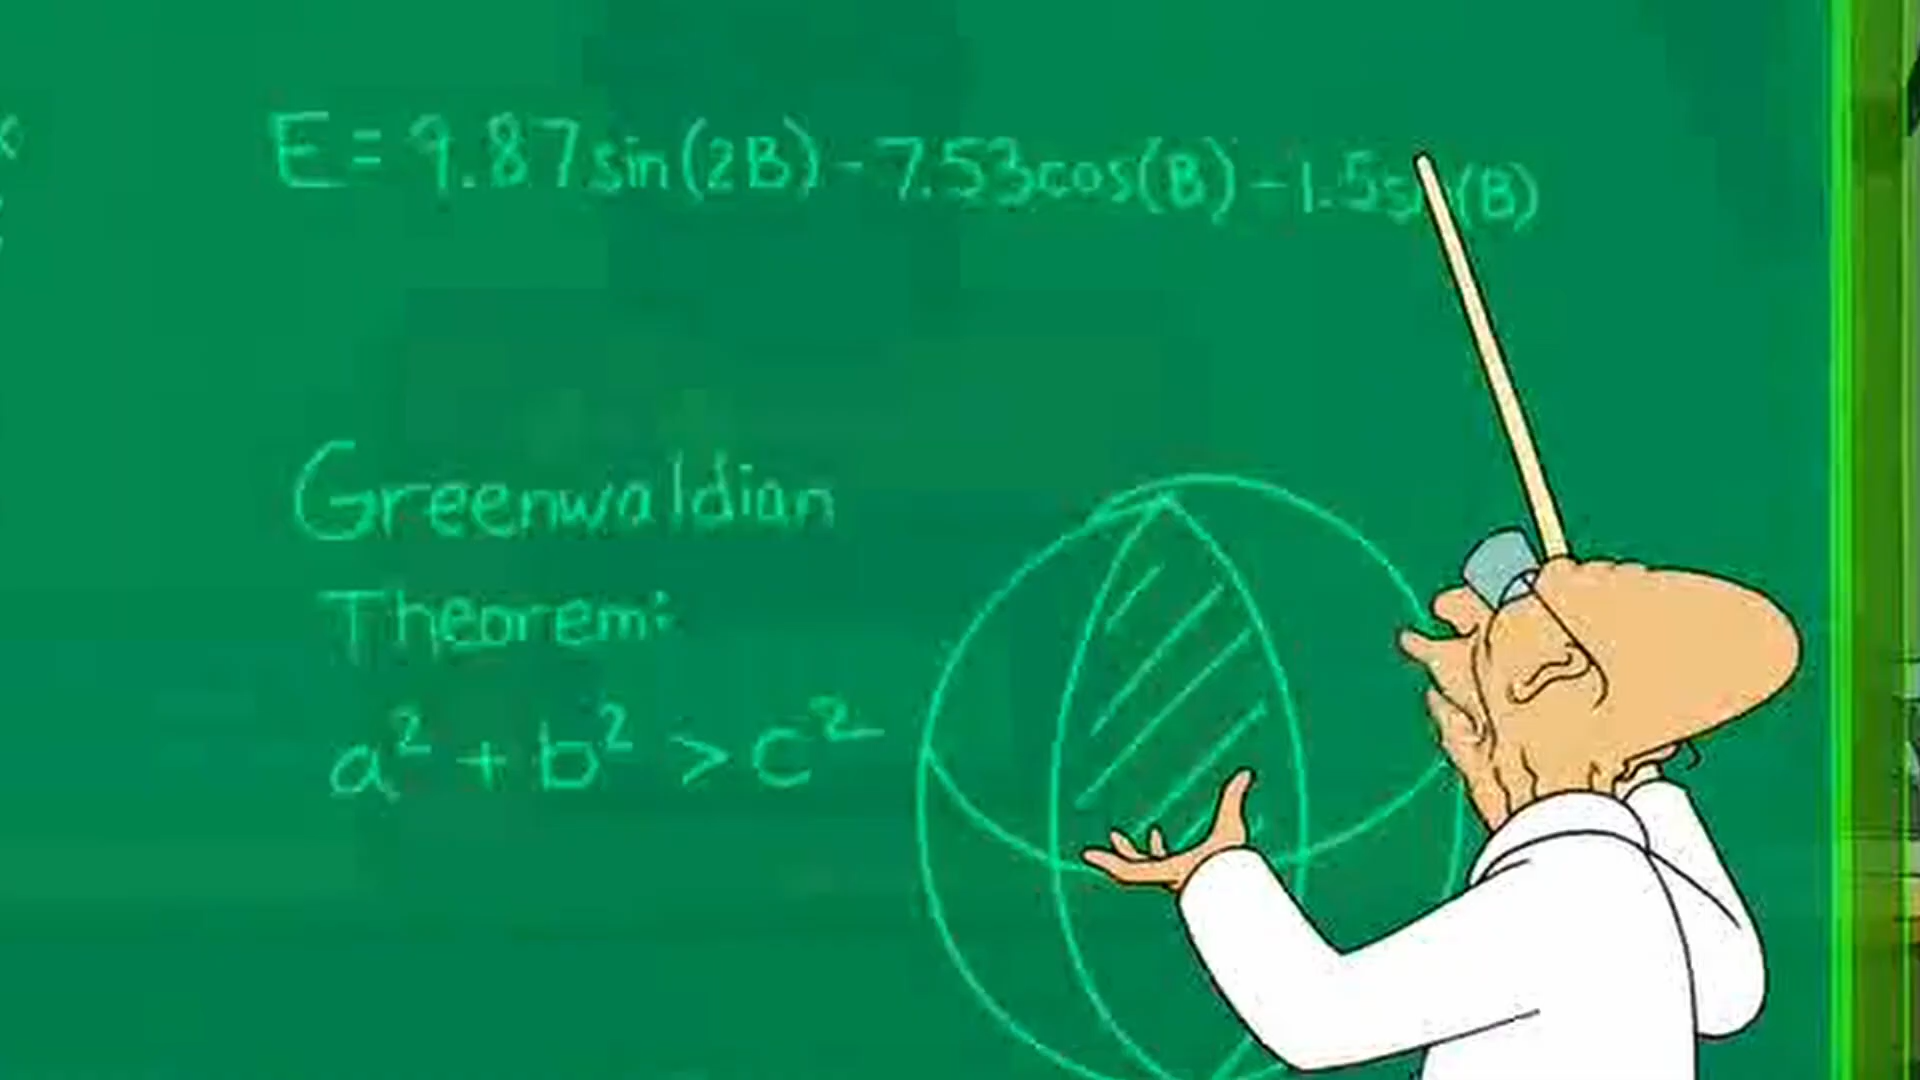 E = 9.87sin(2B) - 7.53cos(B) - 1.5s (B)
Greenwaldian
Theorem:
a² + b² > c²